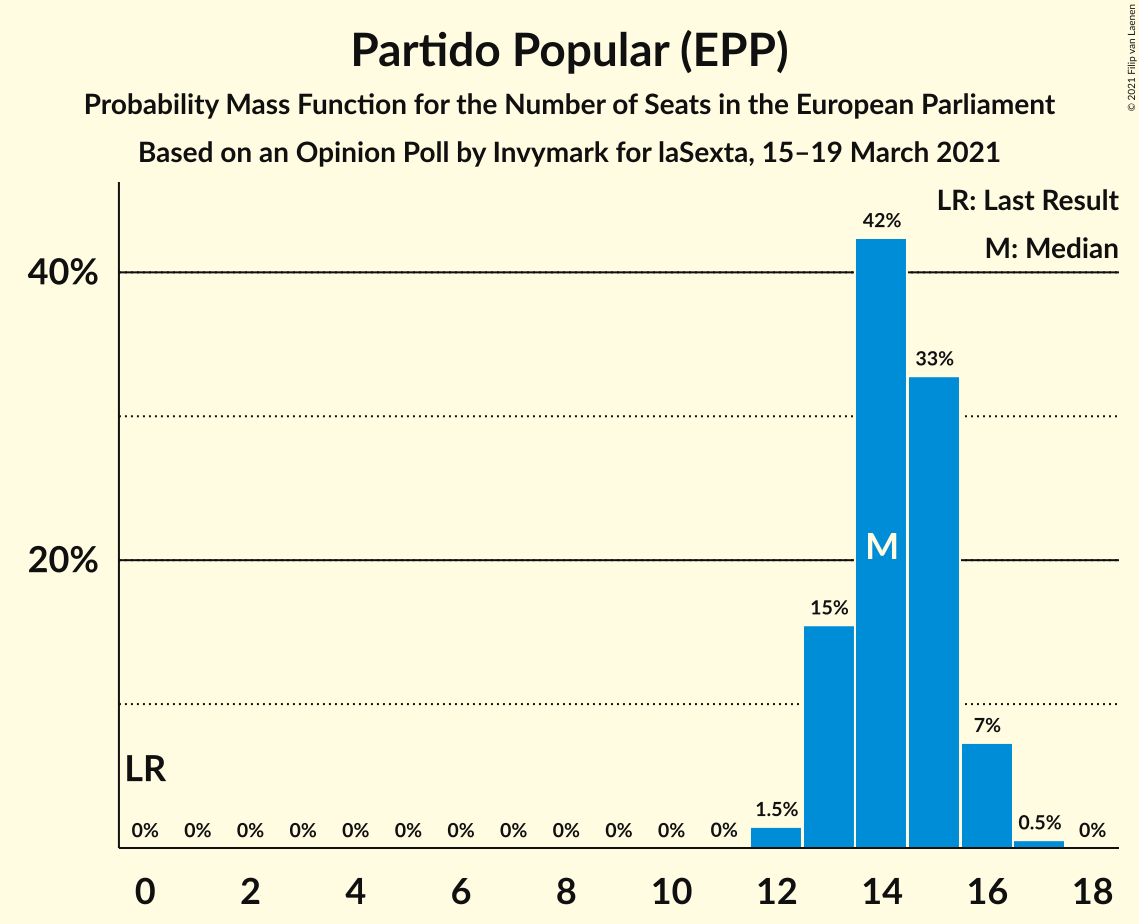 Partido Popular (EPP)
Probability Mass Function for the Number of Seats in the European Parliament
Based on an Opinion Poll by Invymark for laSexta, 15–19 March 2021
© 2021 Filip van Laenen
LR: Last Result
M: Median
40%
20%
42%
33%
M
15%
7%
LR
0% 0% 0% 0% 0% 0% 0% 0% 0% 0% 0% 0% 1.5% 0.5% 0%
0 2 4 6 8 10 12 14 16 18